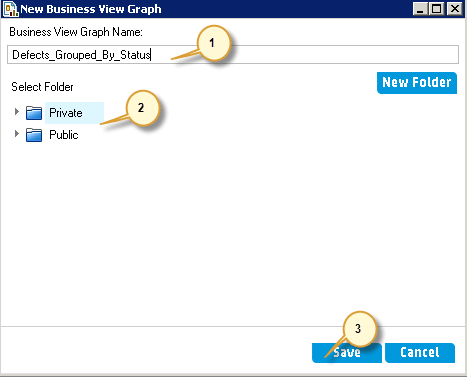 New Business View Graph
Business View Graph Name:
1
Defects_Grouped_By_Status
New Folder
Select Folder
2
Private
Public
3
Save
Cancel